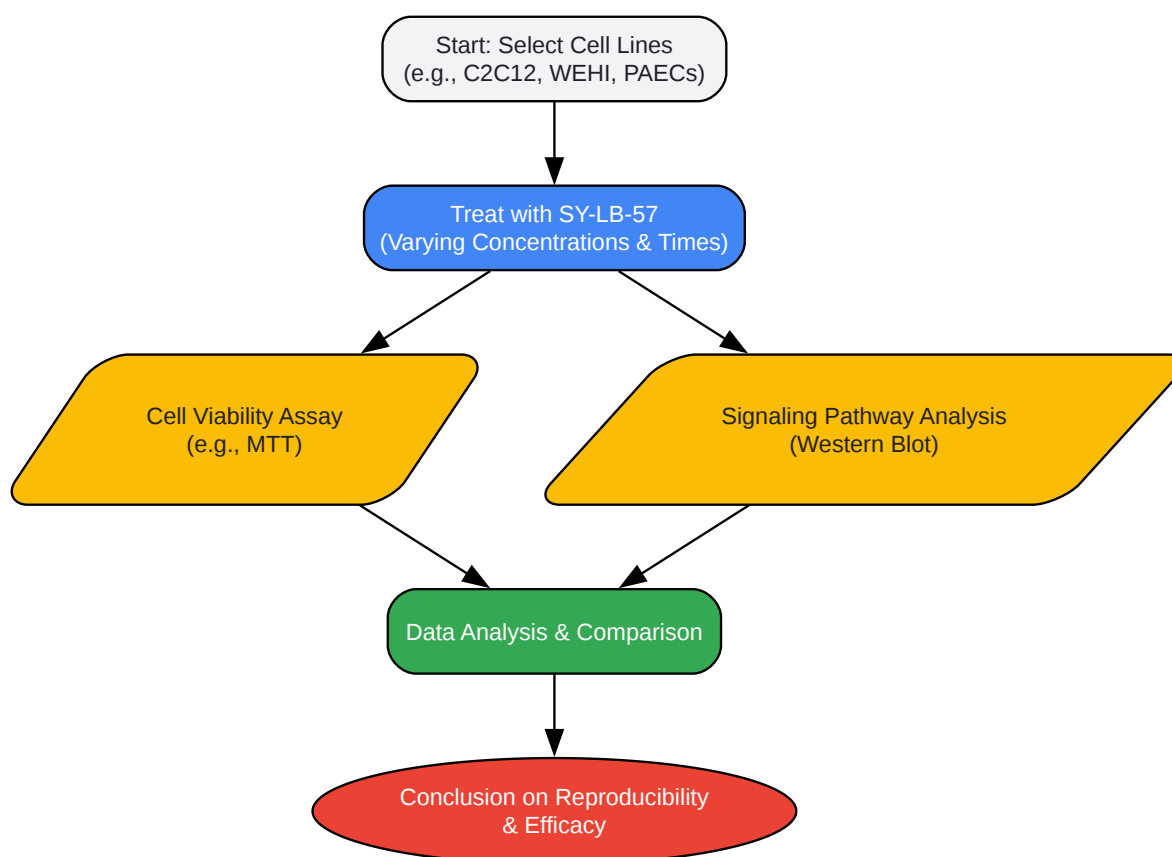 Start: Select Cell Lines
(e.g., C2C12, WEHI, PAECs)
Treat with SY-LB-57
(Varying Concentrations & Times)
Cell Viability Assay
(e.g., MTT)
Signaling Pathway Analysis
(Western Blot)
Data Analysis & Comparison
Conclusion on Reproducibility
& Efficacy